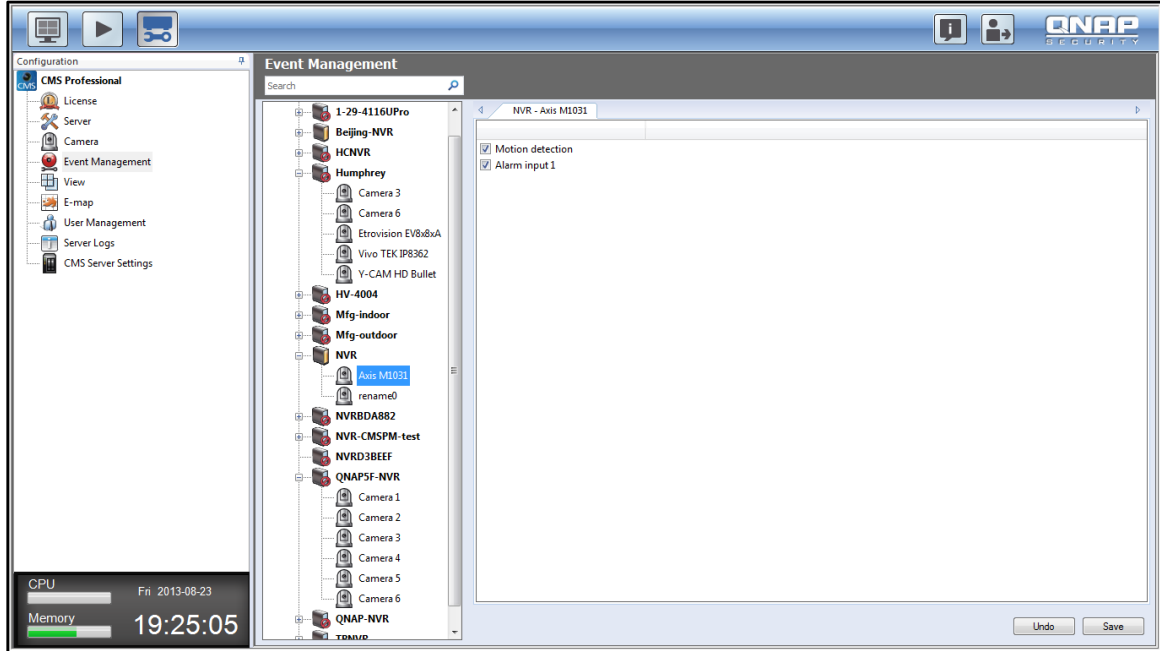 QNAP
SECURITY
Configuration
CMS
CMS Professional
License
Server
Camera
Event Management
View
E-map
User Management
Server Logs
CMS Server Settings
CPU
Fri 2013-08-23
Memory
19:25:05
Event Management
Search
1-29-4116UPro
Beijing-NVR
HCNVR
Humphrey
Camera 3
Camera 6
Etrovision EV8x8xA
Vivo TEK IP8362
Y-CAM HD Bullet
HV-4004
Mfg-indoor
Mfg-outdoor
NVR
Axis M1031
rename0
NVRBDA882
NVR-CMSPM-test
NVRD3BEEF
QNAP5F-NVR
Camera 1
Camera 2
Camera 3
Camera 4
Camera 5
Camera 6
QNAP-NVR
NVR - Axis M1031
Motion detection
Alarm input 1
Undo Save